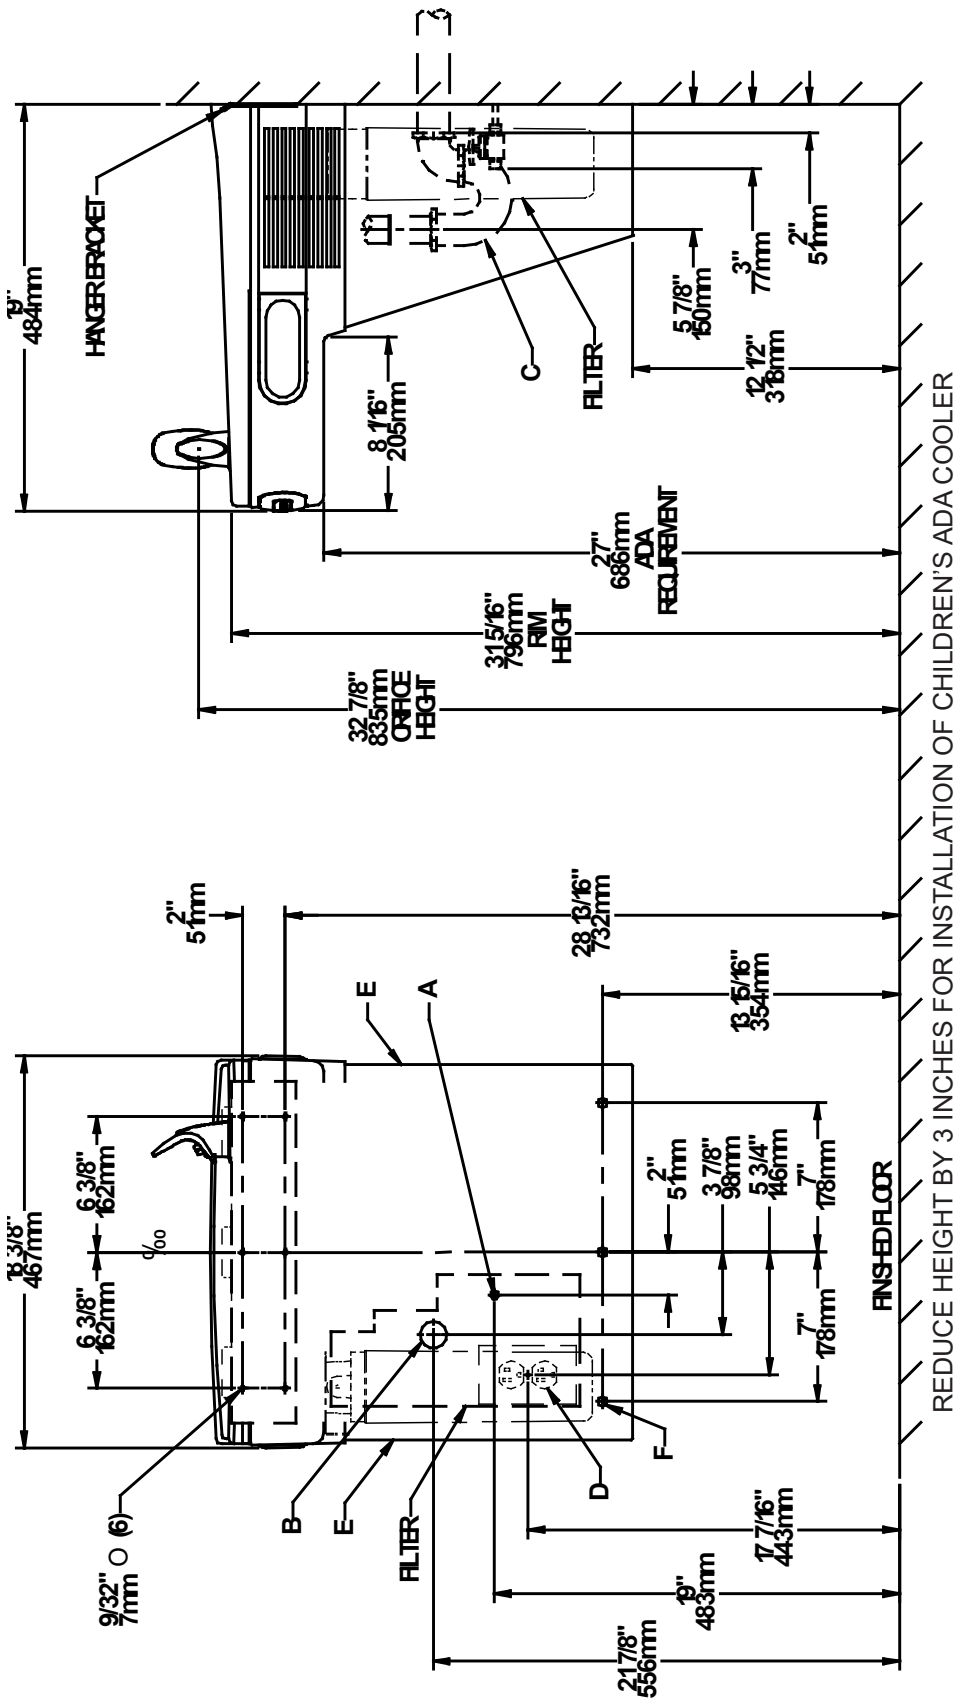 18 3/8"
467mm
6 3/8"
162mm
6 3/8"
162mm
‰
9/32" O (6)
7mm
2"
51mm
B
E
FILTER
E
A
2"
51mm
3 7/8"
98mm
5 3/4"
146mm
7"
178mm
7"
178mm
D
F
28 13/16"
732mm
13 15/16"
354mm
17 7/16"
443mm
19"
483mm
21 7/8"
556mm
FINISHED FLOOR
19"
484mm
HANGER BRACKET
8 1/16"
205mm
C
FILTER
5 7/8"
150mm
3"
77mm
2"
51mm
12 1/2"
318mm
27"
686mm
ADA
REQUIREMENT
31 5/16"
796mm
RIM
HEIGHT
32 7/8"
835mm
ORIFICE
HEIGHT
REDUCE HEIGHT BY 3 INCHES FOR INSTALLATION OF CHILDREN'S ADA COOLER